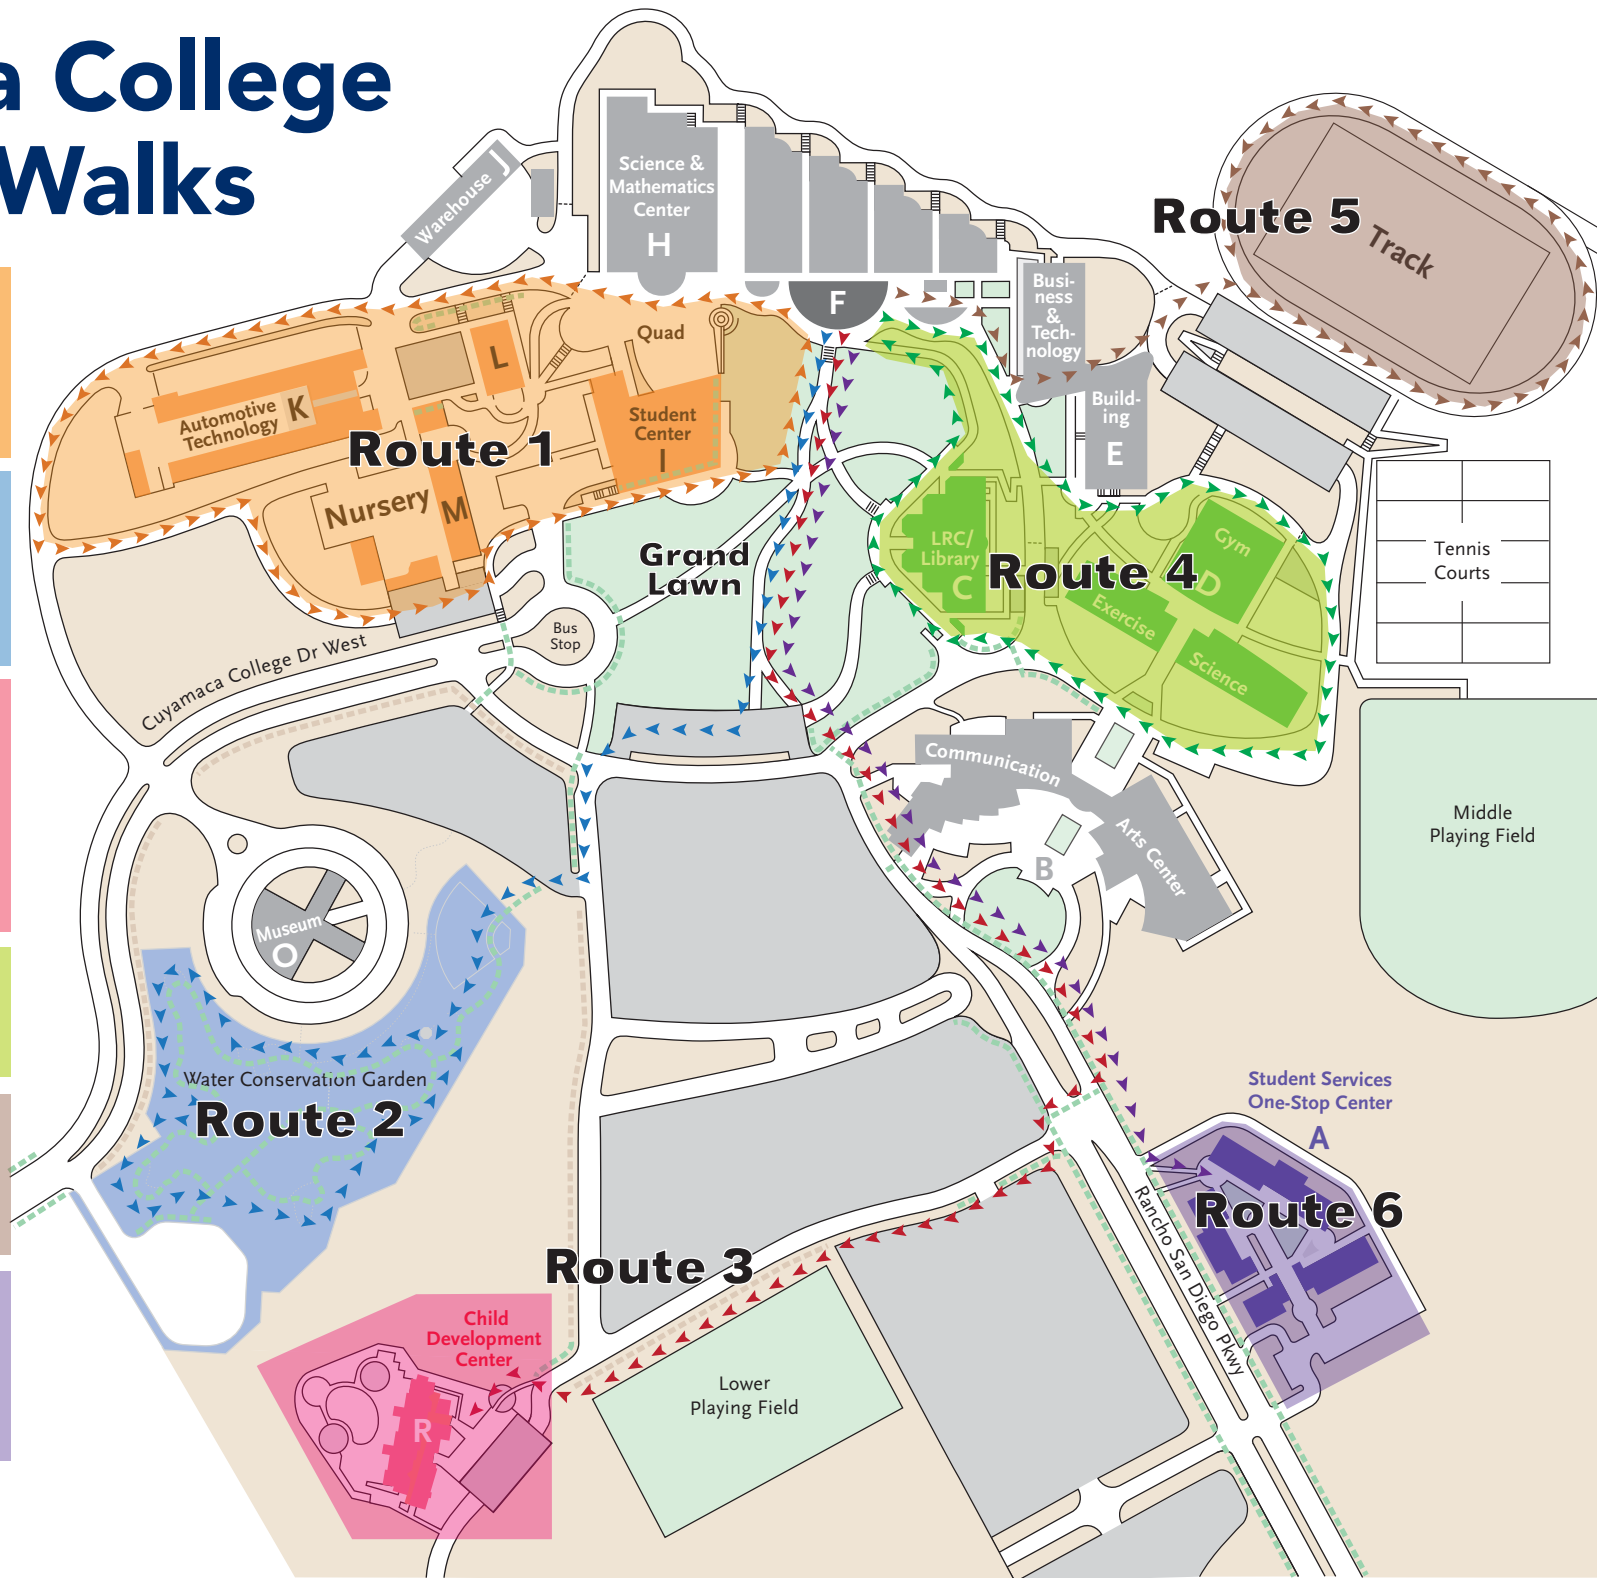 a College
Walks
Warehouse J
Science &
Mathematics
Center
H
F
Busi-
ness
&
Tech-
nology
Build-
ing
E
Route 5
Track
Quad
L
Automotive
Technology
K
Student
Center
I
Route 1
Nursery
M
Grand
Lawn
LRC/
Library
C
Route 4
Gym
D
Exercise
Science
Tennis
Courts
Bus
Stop
Cuyamaca College Dr West
Communication
Arts Center
B
Middle
Playing Field
Museum
O
Water Conservation Garden
Route 2
Student Services
One-Stop Center
A
Route 6
Rancho San Diego Pkwy
Route 3
Child
Development
Center
R
Lower
Playing Field